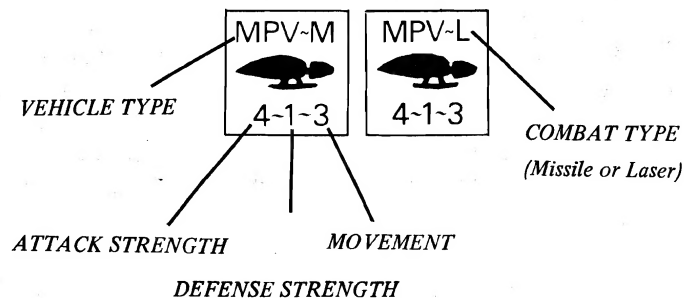 MPV~M MPV~L
VEHICLE TYPE
4~1~3 4~1~3
COMBAT TYPE
(Missile or Laser)
ATTACK STRENGTH MOVEMENT
DEFENSE STRENGTH